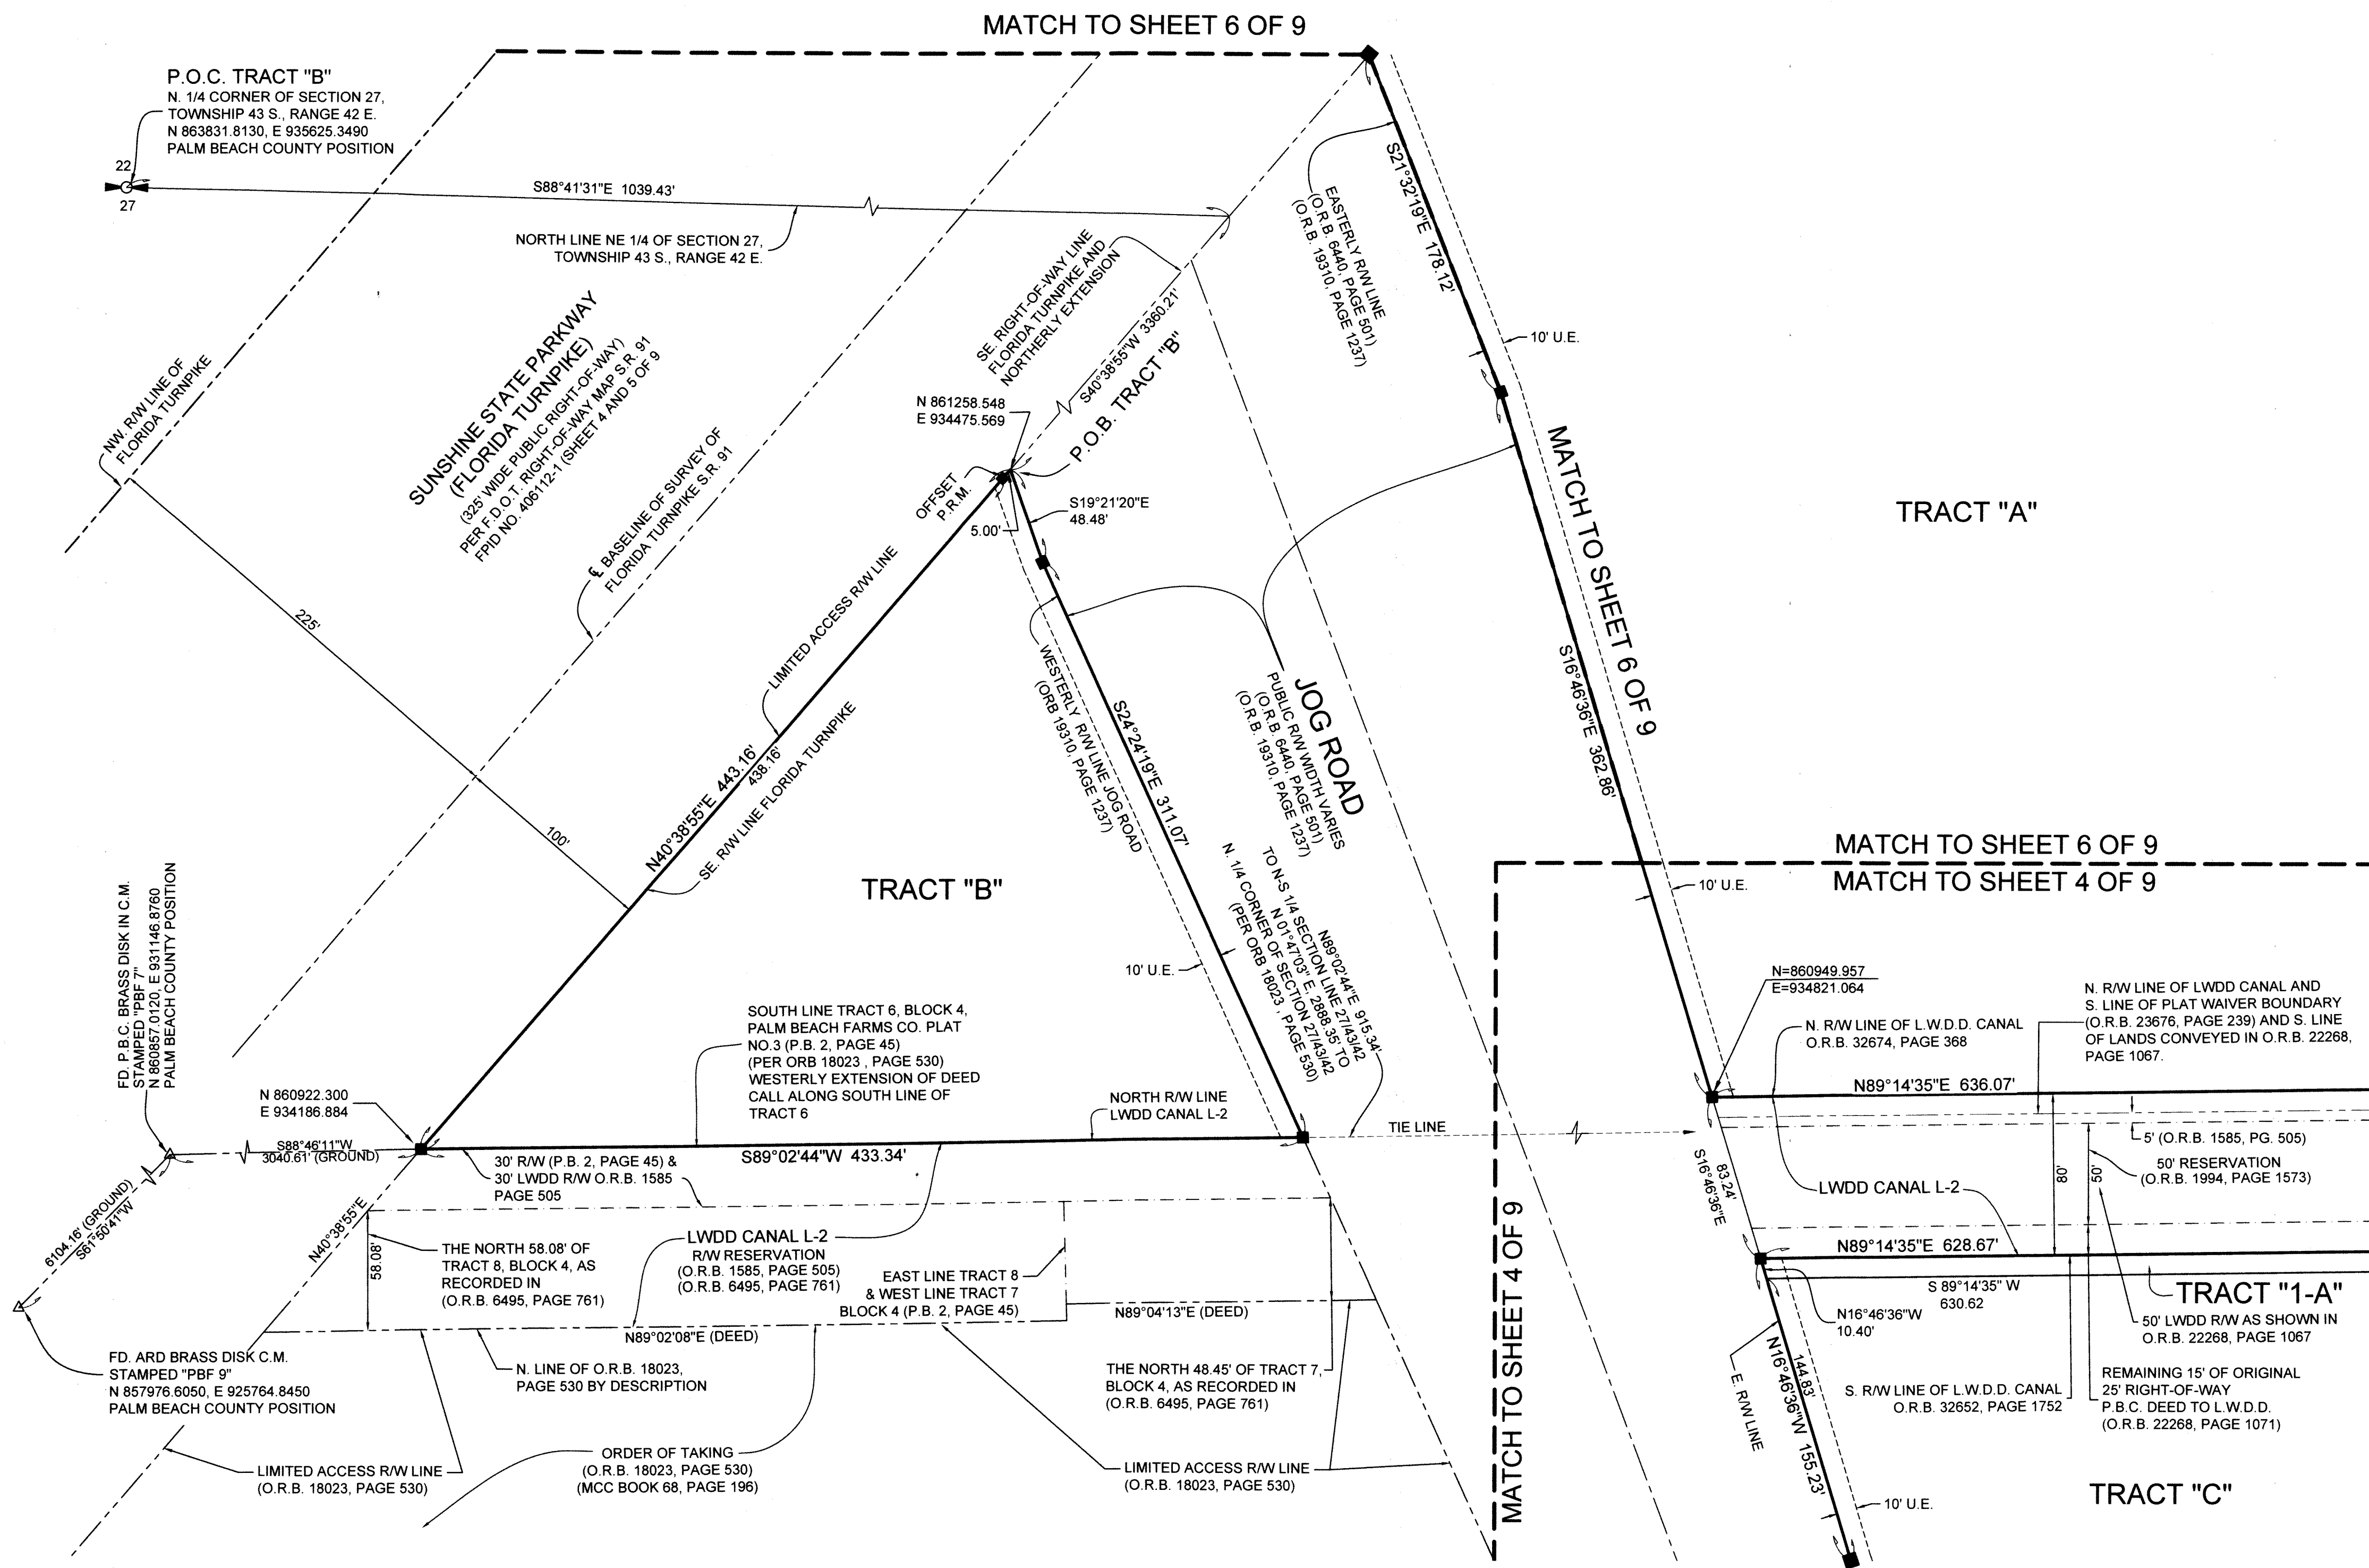 MATCH TO SHEET 6 OF 9
P.O.C. TRACT "B"
N. 1/4 CORNER OF SECTION 27,
TOWNSHIP 43 S., RANGE 42 E.
N 863831.8130, E 935625.3490
PALM BEACH COUNTY POSITION
22
27
S88°41'31"E 1039.43'
NORTH LINE NE 1/4 OF SECTION 27,
TOWNSHIP 43 S., RANGE 42 E.
NW. R/W LINE OF
FLORIDA TURNPIKE
SUNSHINE STATE PARKWAY
(FLORIDA TURNPIKE)
(325' WIDE PUBLIC RIGHT-OF-WAY)
PER F.D.O.T. RIGHT-OF-WAY MAP S.R. 91
FPID NO. 406112-1 (SHEET 4 AND 5 OF 9
℄ BASELINE OF SURVEY OF
FLORIDA TURNPIKE S.R. 91
SE. RIGHT-OF-WAY LINE
FLORIDA TURNPIKE AND
NORTHERLY EXTENSION
S40°38'55"W 3360.21'
P.O.B. TRACT "B"
N 861258.548
E 934475.569
OFFSET
P.R.M.
5.00'
S19°21'20"E
48.48'
EASTERLY R/W LINE
(O.R.B. 6440, PAGE 501)
(O.R.B. 19310, PAGE 1237)
S21°32'19"E 178.12'
10' U.E.
MATCH TO SHEET 6 OF 9
TRACT "A"
225'
100'
LIMITED ACCESS R/W LINE
N40°38'55"E 443.16'
438.16'
SE. R/W LINE FLORIDA TURNPIKE
WESTERLY R/W LINE JOG ROAD
(ORB 19310, PAGE 1237)
S24°24'19"E 311.07'
JOG ROAD
PUBLIC R/W WIDTH VARIES
(O.R.B. 6440, PAGE 501)
(O.R.B. 19310, PAGE 1237)
S16°46'36"E 362.86'
TRACT "B"
10' U.E.
N89°02'44"E 915.34'
TO N-S 1/4 SECTION LINE 27/43/42
N 01°47'03" E, 2888.35' TO
N. 1/4 CORNER OF SECTION 27/43/42
(PER ORB 18023 , PAGE 530)
MATCH TO SHEET 6 OF 9
MATCH TO SHEET 4 OF 9
10' U.E.
FD. P.B.C. BRASS DISK IN C.M.
STAMPED "PBF 7"
N 860857.0120, E 931146.8760
PALM BEACH COUNTY POSITION
N 860922.300
E 934186.884
S88°46'11"W
3040.61' (GROUND)
6104.16' (GROUND)
S61°50'41"W
SOUTH LINE TRACT 6, BLOCK 4,
PALM BEACH FARMS CO. PLAT
NO.3 (P.B. 2, PAGE 45)
(PER ORB 18023 , PAGE 530)
WESTERLY EXTENSION OF DEED
CALL ALONG SOUTH LINE OF
TRACT 6
NORTH R/W LINE
LWDD CANAL L-2
S89°02'44"W 433.34'
TIE LINE
N=860949.957
E=934821.064
N. R/W LINE OF L.W.D.D. CANAL
O.R.B. 32674, PAGE 368
N. R/W LINE OF LWDD CANAL AND
S. LINE OF PLAT WAIVER BOUNDARY
(O.R.B. 23676, PAGE 239) AND S. LINE
OF LANDS CONVEYED IN O.R.B. 22268,
PAGE 1067.
N89°14'35"E 636.07'
5' (O.R.B. 1585, PG. 505)
50' RESERVATION
(O.R.B. 1994, PAGE 1573)
80'
50'
83.24'
S16°46'36"E
LWDD CANAL L-2
N89°14'35"E 628.67'
S 89°14'35" W
630.62
TRACT "1-A"
N16°46'36"W
10.40'
50' LWDD R/W AS SHOWN IN
O.R.B. 22268, PAGE 1067
REMAINING 15' OF ORIGINAL
25' RIGHT-OF-WAY
P.B.C. DEED TO L.W.D.D.
(O.R.B. 22268, PAGE 1071)
S. R/W LINE OF L.W.D.D. CANAL
O.R.B. 32652, PAGE 1752
144.83'
N16°46'36"W 155.23'
E. R/W LINE
10' U.E.
TRACT "C"
MATCH TO SHEET 4 OF 9
30' R/W (P.B. 2, PAGE 45) &
30' LWDD R/W O.R.B. 1585
PAGE 505
N40°38'55"E
58.08'
THE NORTH 58.08' OF
TRACT 8, BLOCK 4, AS
RECORDED IN
(O.R.B. 6495, PAGE 761)
LWDD CANAL L-2
R/W RESERVATION
(O.R.B. 1585, PAGE 505)
(O.R.B. 6495, PAGE 761)
EAST LINE TRACT 8
& WEST LINE TRACT 7
BLOCK 4 (P.B. 2, PAGE 45)
N89°04'13"E (DEED)
N89°02'08"E (DEED)
FD. ARD BRASS DISK C.M.
STAMPED "PBF 9"
N 857976.6050, E 925764.8450
PALM BEACH COUNTY POSITION
N. LINE OF O.R.B. 18023,
PAGE 530 BY DESCRIPTION
THE NORTH 48.45' OF TRACT 7,
BLOCK 4, AS RECORDED IN
(O.R.B. 6495, PAGE 761)
LIMITED ACCESS R/W LINE
(O.R.B. 18023, PAGE 530)
ORDER OF TAKING
(O.R.B. 18023, PAGE 530)
(MCC BOOK 68, PAGE 196)
LIMITED ACCESS R/W LINE
(O.R.B. 18023, PAGE 530)